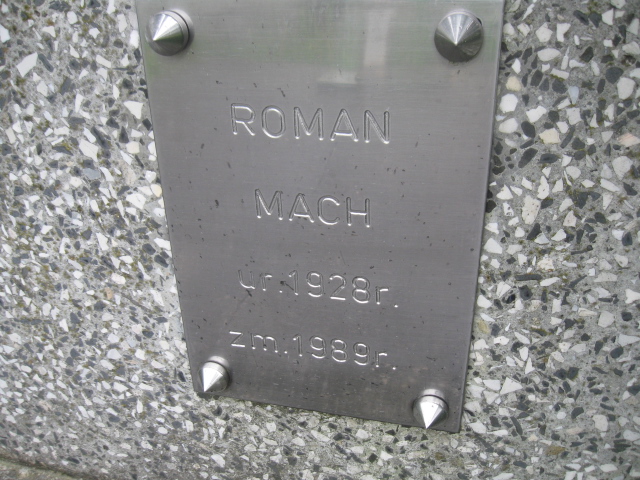 ROMAN
MACH
ur.1928r.
zm.1989r.